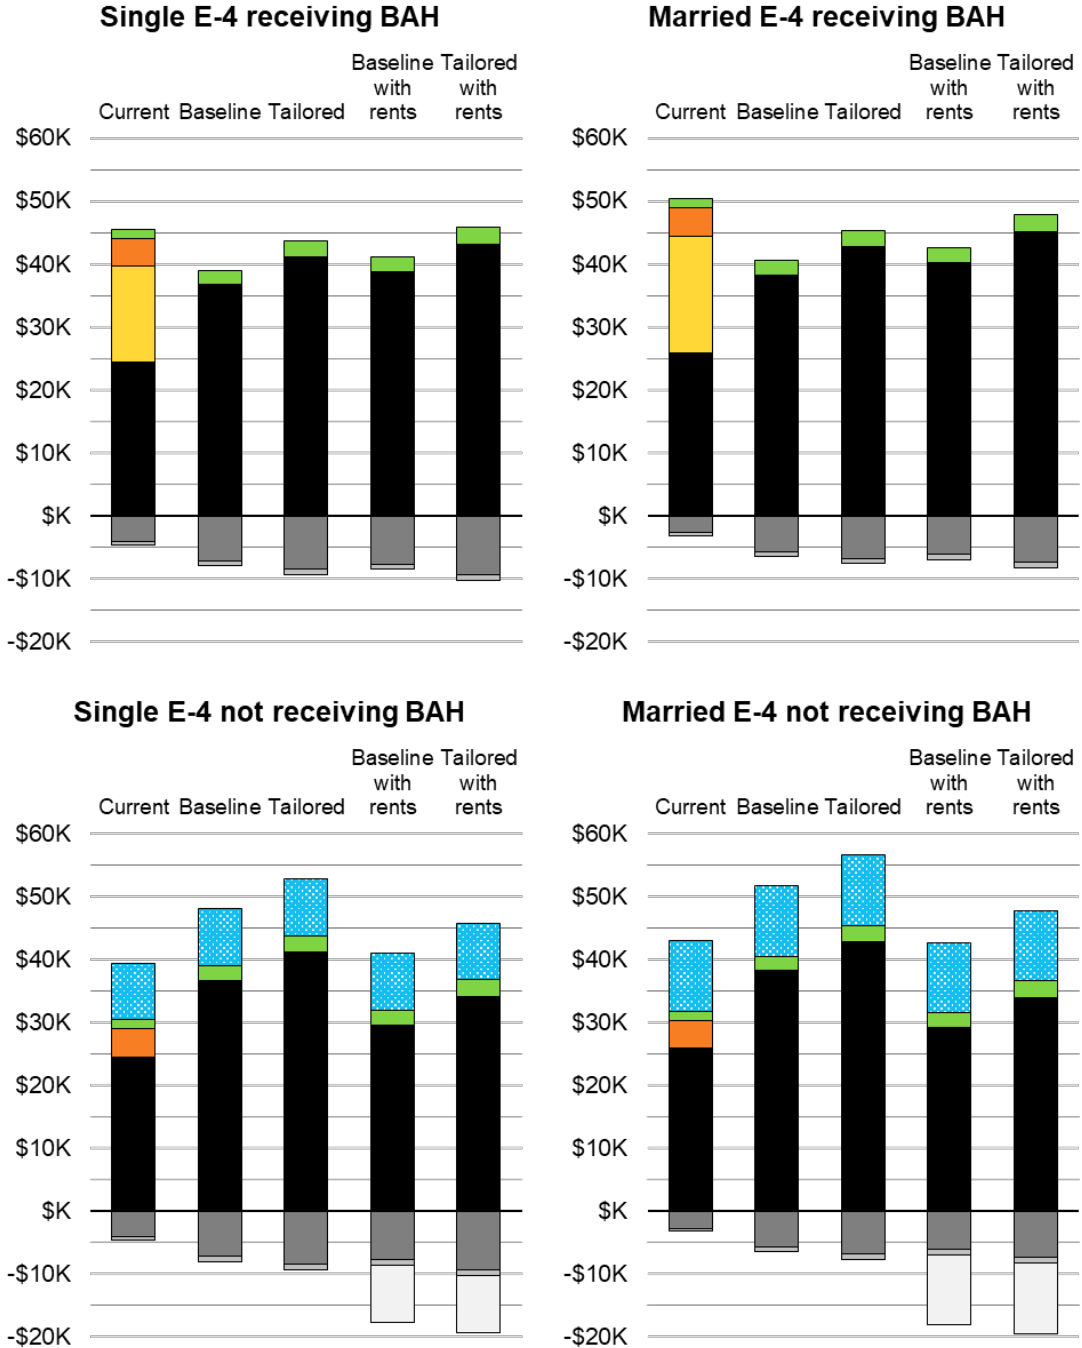 Single E-4 receiving BAH
Married E-4 receiving BAH
Current Baseline Tailored Baseline with rents Tailored with rents
Current Baseline Tailored Baseline with rents Tailored with rents
$60K
$50K
$40K
$30K
$20K
$10K
$K
-$10K
-$20K
$60K
$50K
$40K
$30K
$20K
$10K
$K
-$10K
-$20K
Single E-4 not receiving BAH
Married E-4 not receiving BAH
Current Baseline Tailored Baseline with rents Tailored with rents
Current Baseline Tailored Baseline with rents Tailored with rents
$60K
$50K
$40K
$30K
$20K
$10K
$K
-$10K
-$20K
$60K
$50K
$40K
$30K
$20K
$10K
$K
-$10K
-$20K